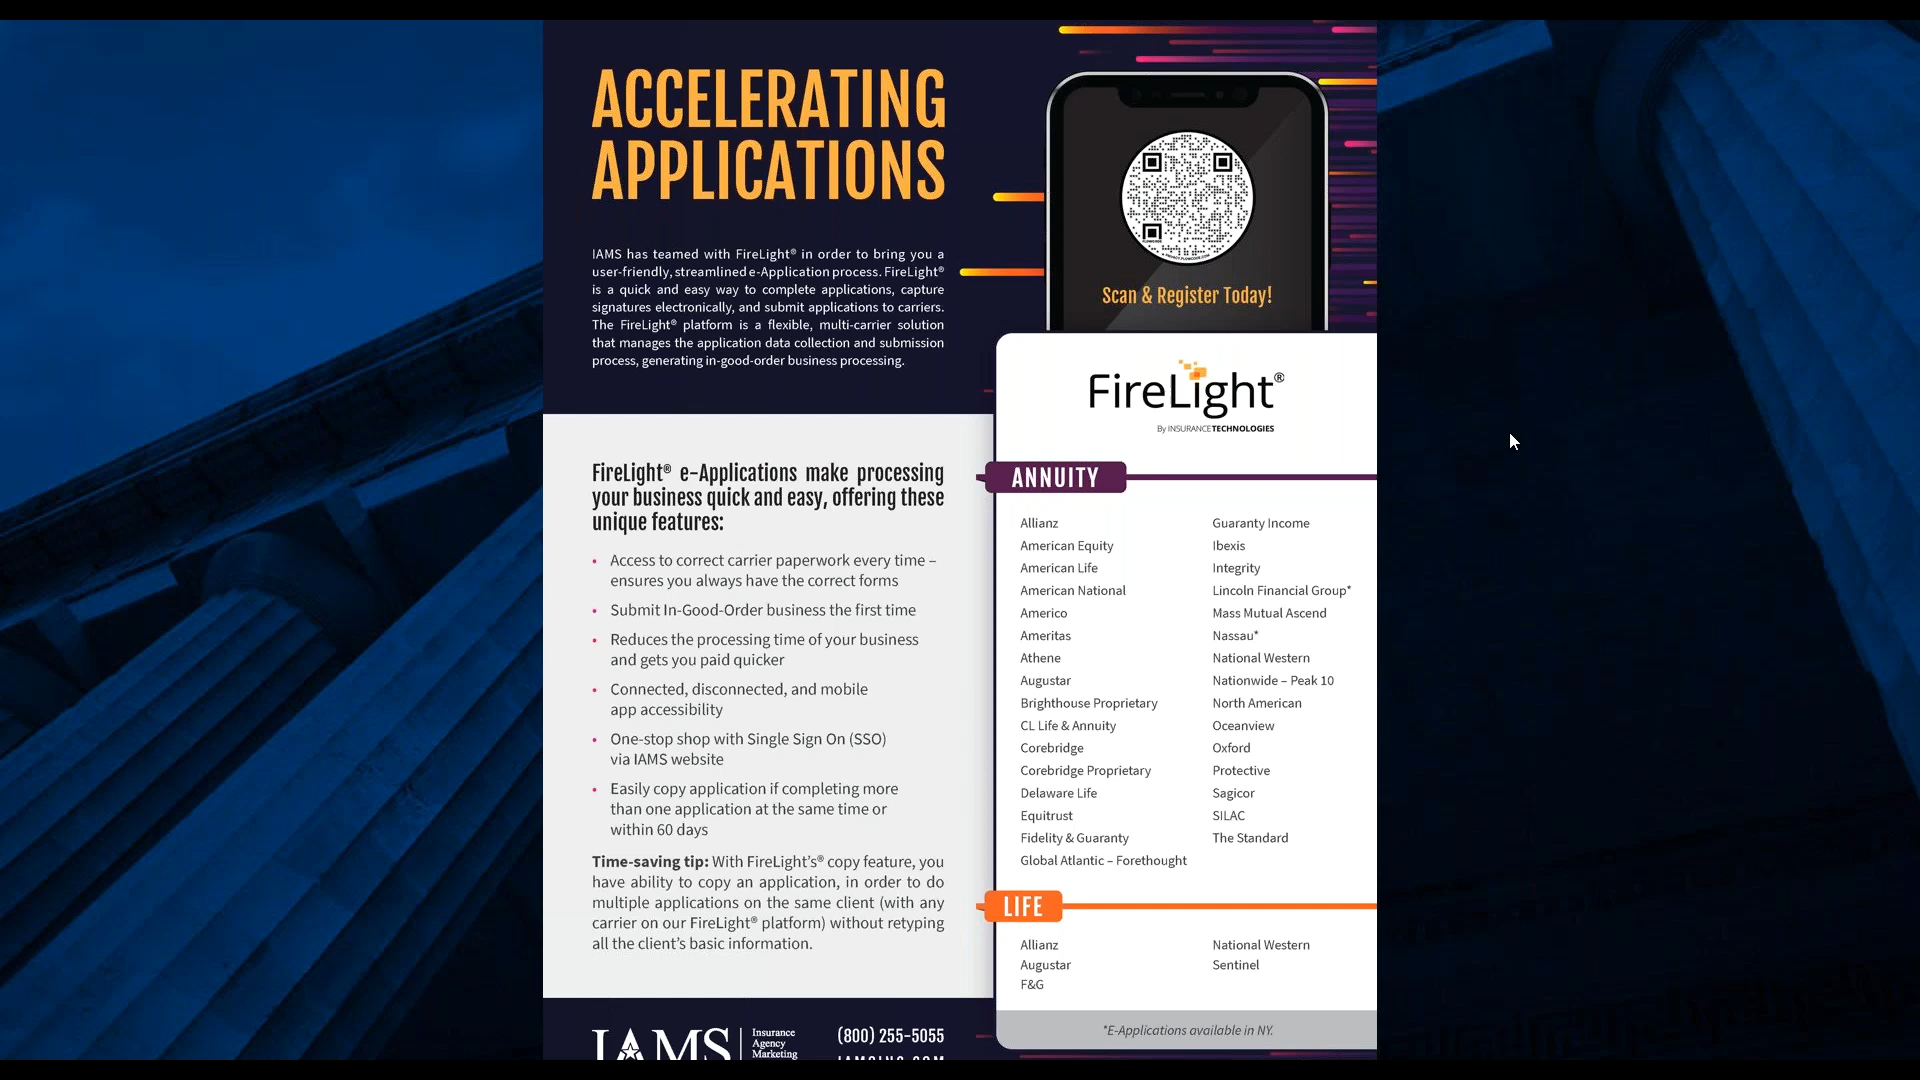 ACCELERATING
APPLICATIONS
IAMS has teamed with FireLight® in order to bring you a
user-friendly, streamlined e-Application process. FireLight®
is a quick and easy way to complete applications, capture
signatures electronically, and submit applications to carriers.
The FireLight® platform is a flexible, multi-carrier solution
that manages the application data collection and submission
process, generating in-good-order business processing.
Scan & Register Today!
FireLight® e-Applications make processing
your business quick and easy, offering these
unique features:
• Access to correct carrier paperwork every time –
ensures you always have the correct forms
• Submit In-Good-Order business the first time
• Reduces the processing time of your business
and gets you paid quicker
• Connected, disconnected, and mobile
app accessibility
• One-stop shop with Single Sign On (SSO)
via IAMS website
• Easily copy application if completing more
than one application at the same time or
within 60 days
Time-saving tip: With FireLight’s® copy feature, you
have ability to copy an application, in order to do
multiple applications on the same client (with any
carrier on our FireLight® platform) without retyping
all the client’s basic information.
FireLight®
By INSURANCETECHNOLOGIES
ANNUITY
Allianz
American Equity
American Life
American National
Americo
Ameritas
Athene
Augustar
Brighthouse Proprietary
CL Life & Annuity
Corebridge
Corebridge Proprietary
Delaware Life
Equitrust
Fidelity & Guaranty
Global Atlantic – Forethought
Guaranty Income
Ibexis
Integrity
Lincoln Financial Group*
Mass Mutual Ascend
Nassau*
National Western
Nationwide – Peak 10
North American
Oceanview
Oxford
Protective
Sagicor
SILAC
The Standard
LIFE
Allianz
Augustar
F&G
National Western
Sentinel
*E-Applications available in NY.
IAMS
Insurance
Agency
Marketing
(800) 255-5055